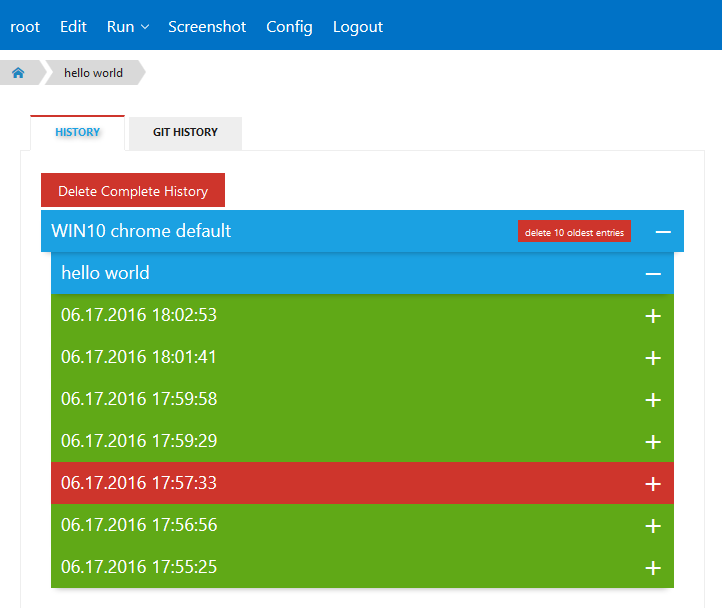 root Edit Run Screenshot Config Logout
hello world
HISTORY GIT HISTORY
Delete Complete History
WIN10 chrome default delete 10 oldest entries
hello world
06.17.2016 18:02:53
06.17.2016 18:01:41
06.17.2016 17:59:58
06.17.2016 17:59:29
06.17.2016 17:57:33
06.17.2016 17:56:56
06.17.2016 17:55:25